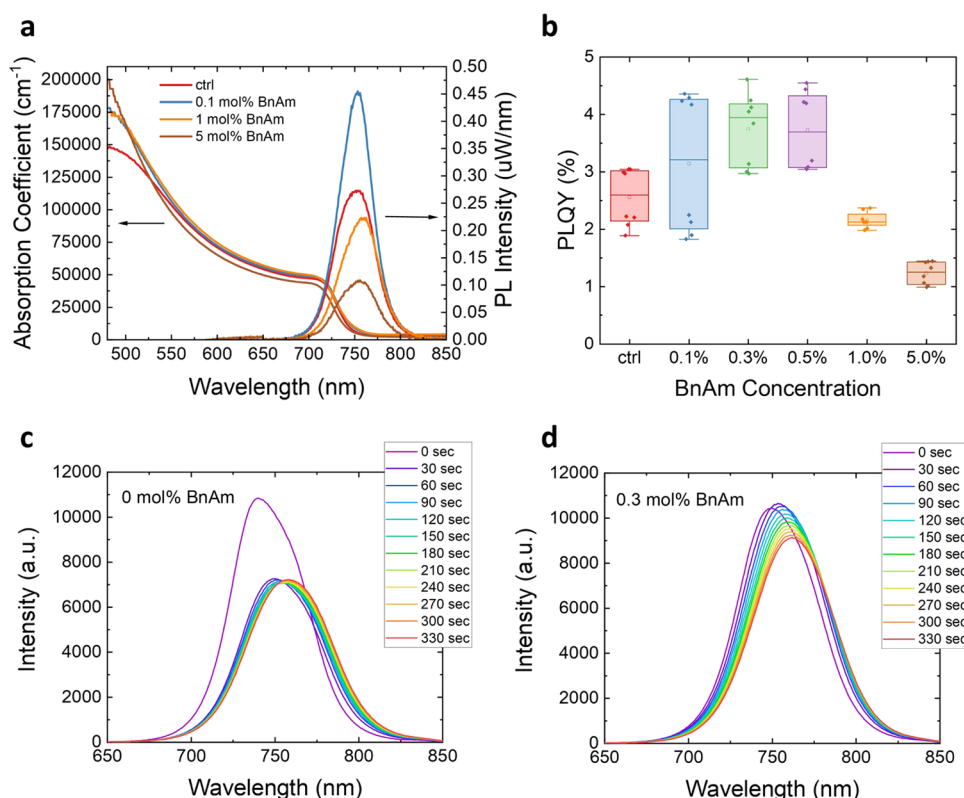 a
Absorption Coefficient (cm⁻¹)
200000
175000
150000
125000
100000
75000
50000
25000
0
ctrl
0.1 mol% BnAm
1 mol% BnAm
5 mol% BnAm
0.50
0.45
0.40
0.35
0.30
0.25
0.20
0.15
0.10
0.05
0.00
PL Intensity (uW/nm)
500 550 600 650 700 750 800 850
Wavelength (nm)
b
PLQY (%)
5
4
3
2
1
0
ctrl 0.1% 0.3% 0.5% 1.0% 5.0%
BnAm Concentration
c
Intensity (a.u.)
12000
10000
8000
6000
4000
2000
0
0 mol% BnAm
0 sec
30 sec
60 sec
90 sec
120 sec
150 sec
180 sec
210 sec
240 sec
270 sec
300 sec
330 sec
650 700 750 800 850
Wavelength (nm)
d
Intensity (a.u.)
12000
10000
8000
6000
4000
2000
0
0.3 mol% BnAm
0 sec
30 sec
60 sec
90 sec
120 sec
150 sec
180 sec
210 sec
240 sec
270 sec
300 sec
330 sec
650 700 750 800 850
Wavelength (nm)